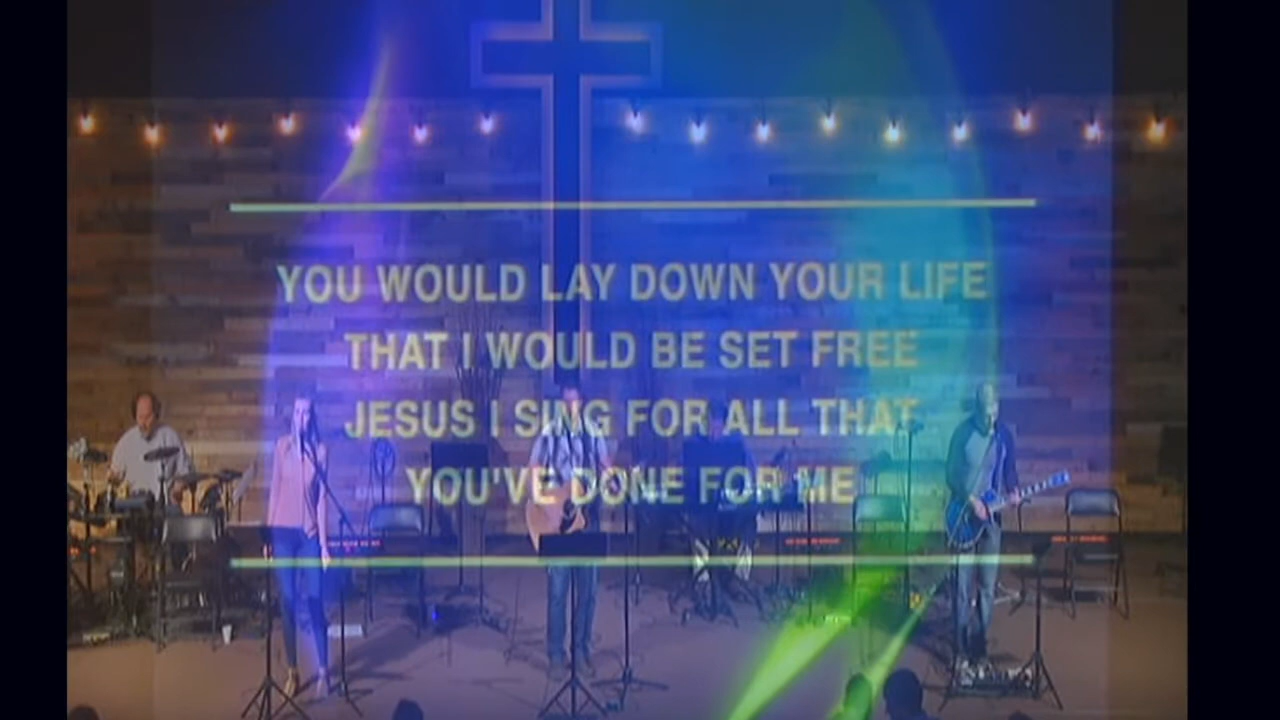 YOU WOULD LAY DOWN YOUR LIFE
THAT I WOULD BE SET FREE
JESUS I SING FOR ALL THAT
YOU'VE DONE FOR ME